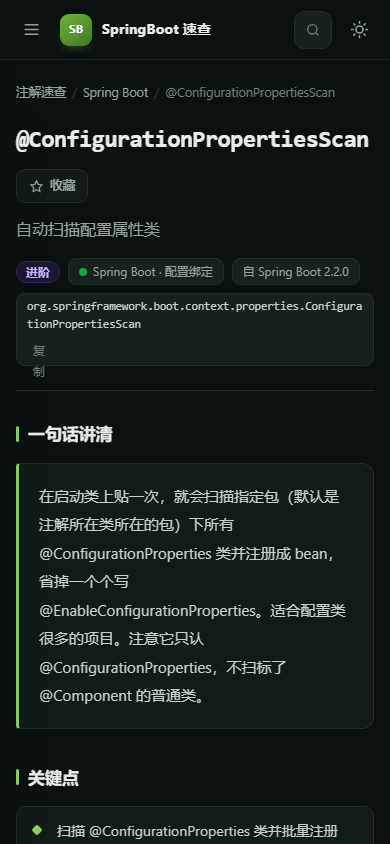 SB SpringBoot 速查
注解速查 / Spring Boot / @ConfigurationPropertiesScan
@ConfigurationPropertiesScan
收藏
自动扫描配置属性类
进阶 Spring Boot · 配置绑定 自 Spring Boot 2.2.0
org.springframework.boot.context.properties.Configura
tionPropertiesScan
复
制
一句话讲清
在启动类上贴一次，就会扫描指定包（默认是
注解所在类所在的包）下所有
@ConfigurationProperties 类并注册成 bean，
省掉一个个写
@EnableConfigurationProperties。适合配置类
很多的项目。注意它只认
@ConfigurationProperties，不扫标了
@Component 的普通类。
关键点
扫描 @ConfigurationProperties 类并批量注册